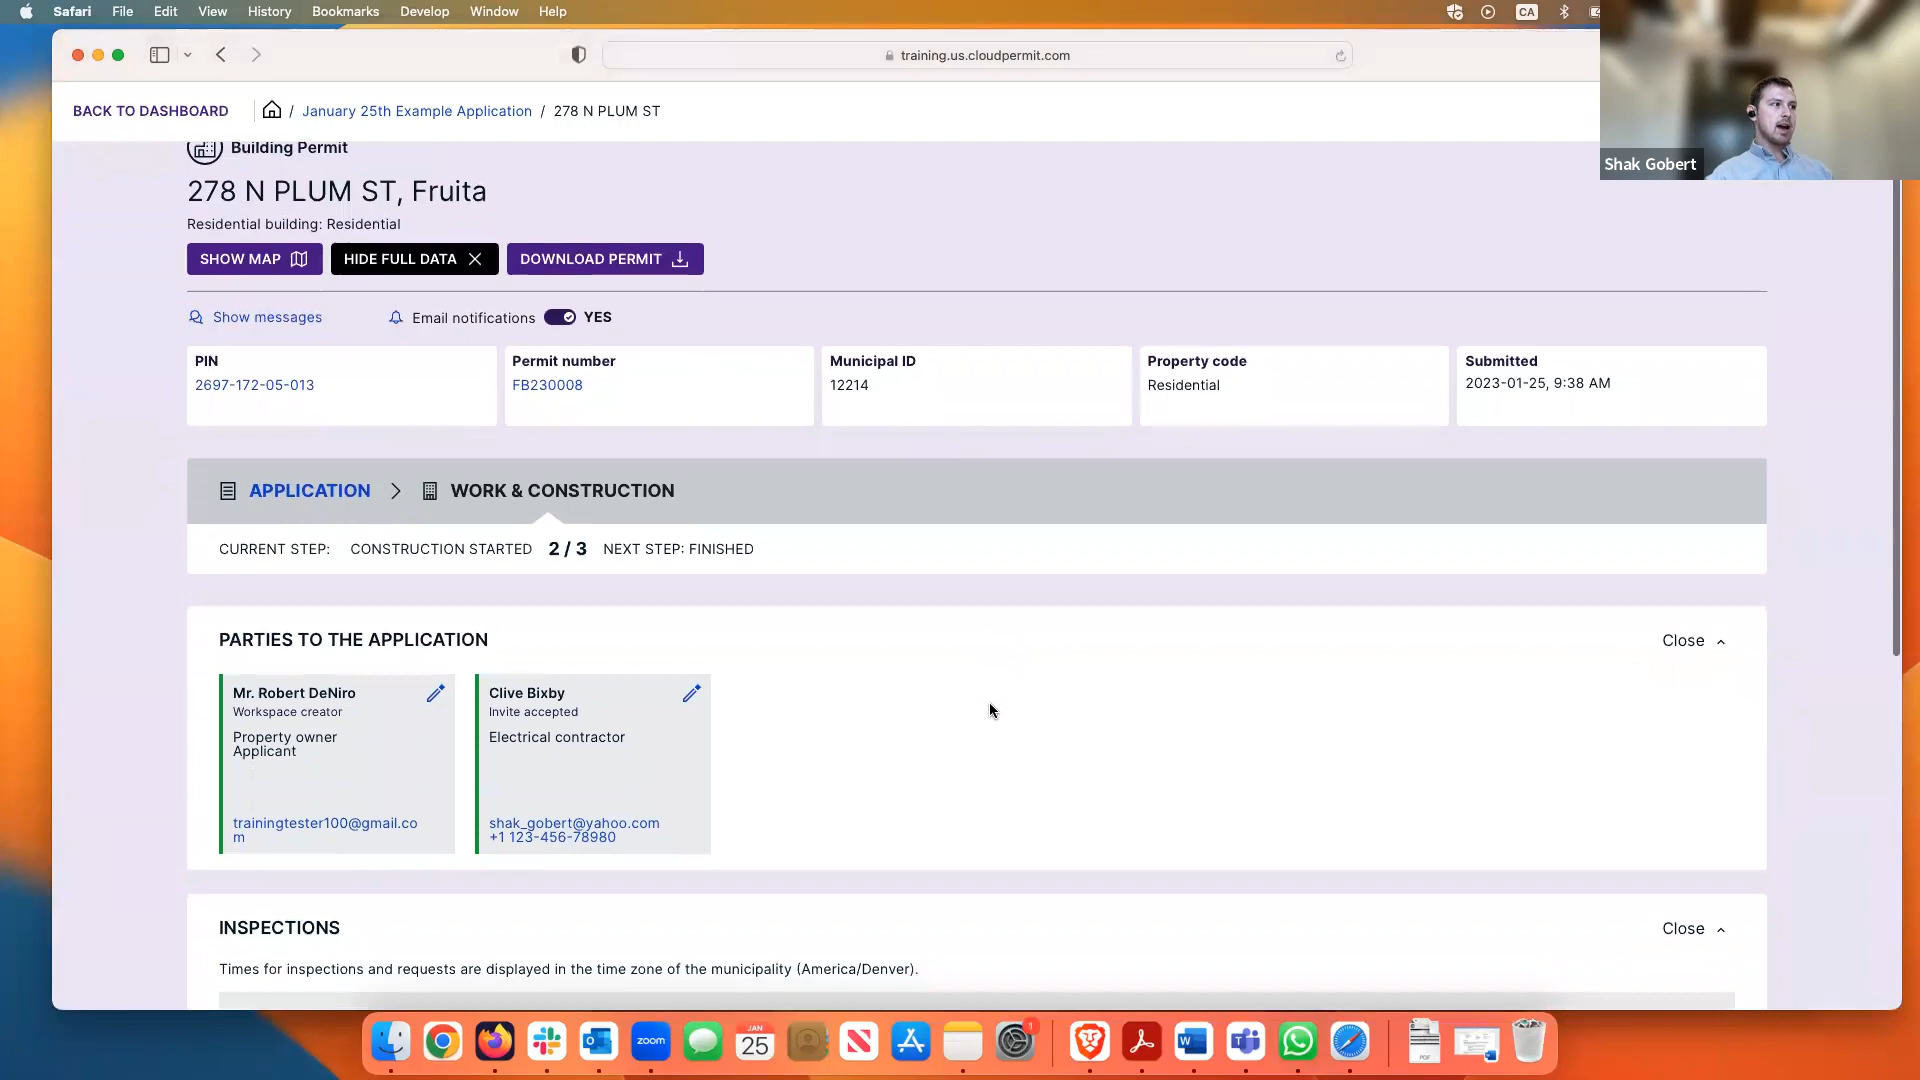 Safari File Edit View History Bookmarks Develop Window Help
CA
training.us.cloudpermit.com
BACK TO DASHBOARD / January 25th Example Application / 278 N PLUM ST
Shak Gobert
Building Permit
278 N PLUM ST, Fruita
Residential building: Residential
SHOW MAP HIDE FULL DATA DOWNLOAD PERMIT
Show messages Email notifications YES
PIN Permit number Municipal ID Property code Submitted
2697-172-05-013 FB230008 12214 Residential 2023-01-25, 9:38 AM
APPLICATION WORK & CONSTRUCTION
CURRENT STEP: CONSTRUCTION STARTED 2 / 3 NEXT STEP: FINISHED
PARTIES TO THE APPLICATION Close
Mr. Robert DeNiro
Workspace creator
Property owner
Applicant
trainingtester100@gmail.co
m
Clive Bixby
Invite accepted
Electrical contractor
shak_gobert@yahoo.com
+1 123-456-78980
INSPECTIONS Close
Times for inspections and requests are displayed in the time zone of the municipality (America/Denver).
zoom
JAN
25
1
W
PDF